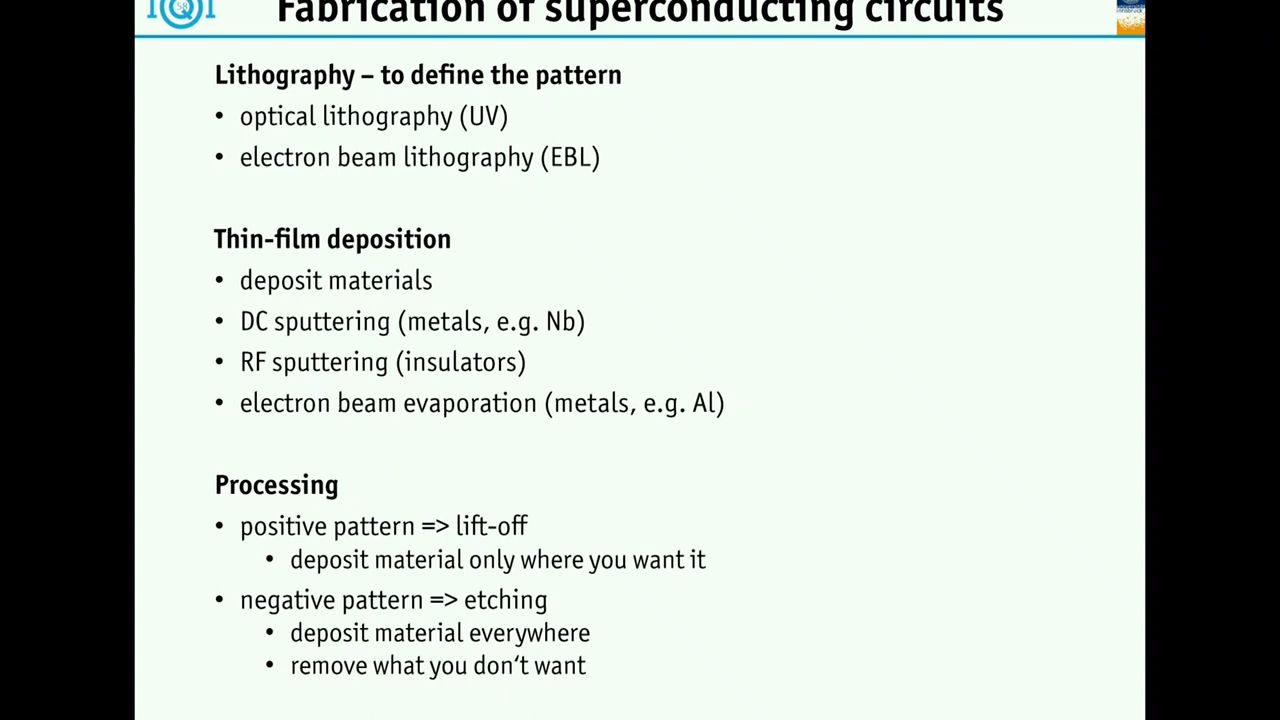 Fabrication of superconducting circuits
Lithography – to define the pattern
• optical lithography (UV)
• electron beam lithography (EBL)
Thin-film deposition
• deposit materials
• DC sputtering (metals, e.g. Nb)
• RF sputtering (insulators)
• electron beam evaporation (metals, e.g. Al)
Processing
• positive pattern => lift-off
• deposit material only where you want it
• negative pattern => etching
• deposit material everywhere
• remove what you don‘t want